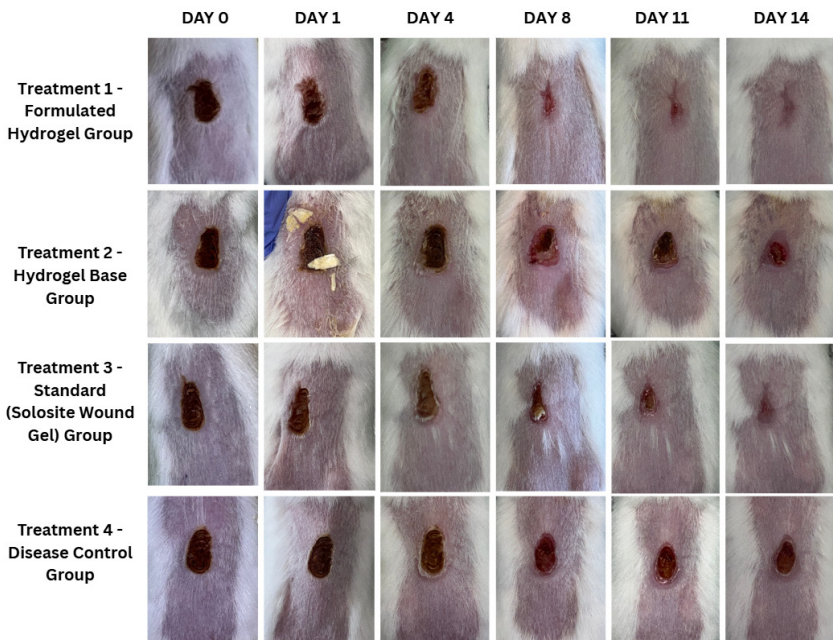 DAY 0 DAY 1 DAY 4 DAY 8 DAY 11 DAY 14
Treatment 1 -
Formulated
Hydrogel Group
Treatment 2 -
Hydrogel Base
Group
Treatment 3 -
Standard
(Solosite Wound
Gel) Group
Treatment 4 -
Disease Control
Group